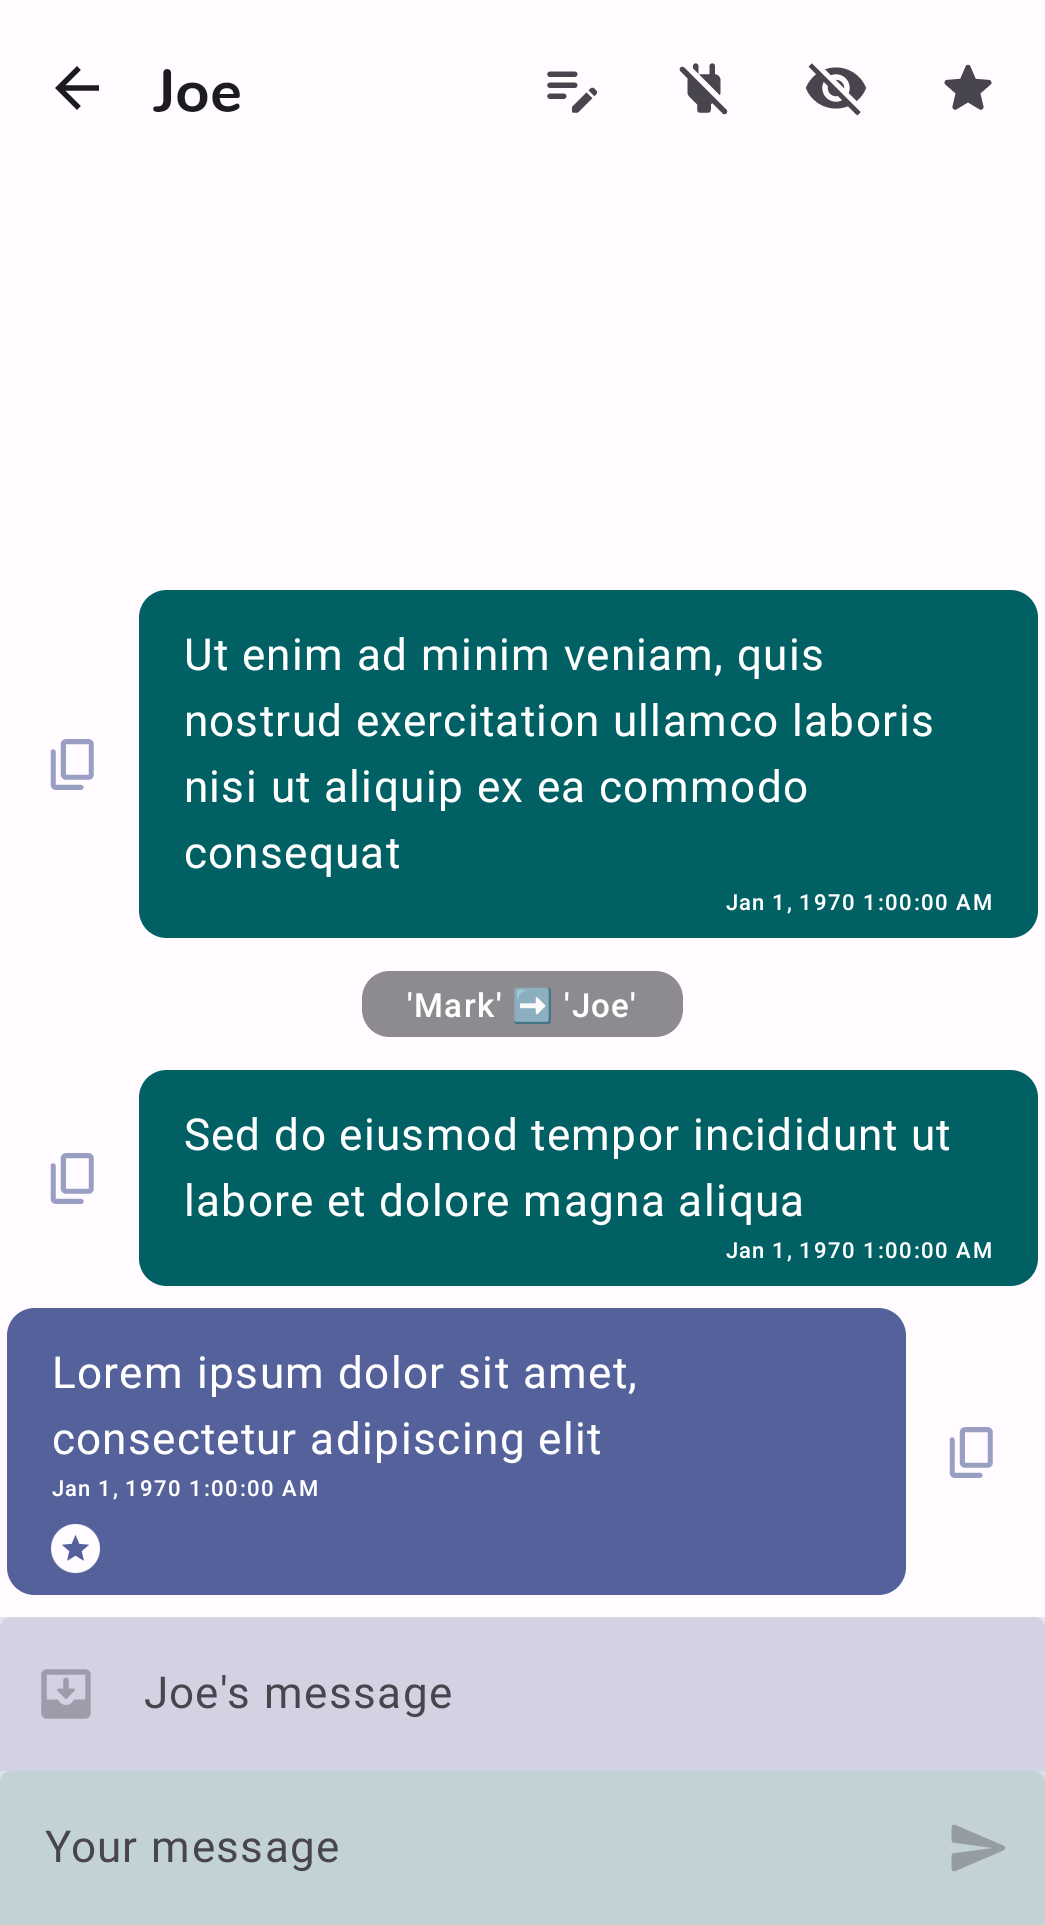 Joe
Ut enim ad minim veniam, quis
nostrud exercitation ullamco laboris
nisi ut aliquip ex ea commodo
consequat
Jan 1, 1970 1:00:00 AM
'Mark' ➡️ 'Joe'
Sed do eiusmod tempor incididunt ut
labore et dolore magna aliqua
Jan 1, 1970 1:00:00 AM
Lorem ipsum dolor sit amet,
consectetur adipiscing elit
Jan 1, 1970 1:00:00 AM
Joe's message
Your message